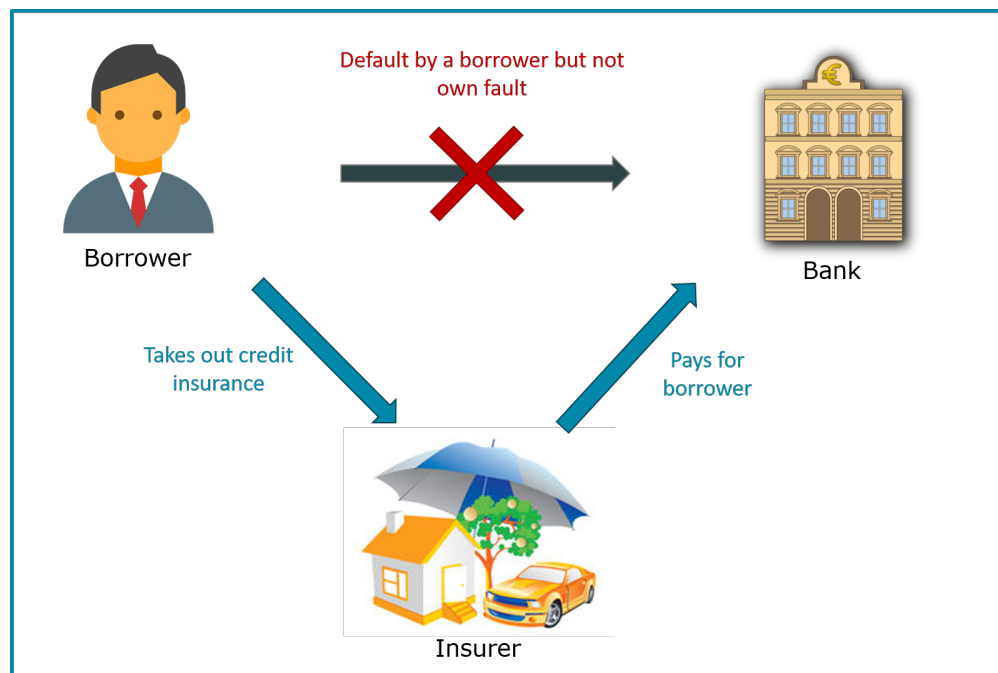 Default by a borrower but not
own fault
€
Borrower
Bank
Takes out credit
insurance
Pays for
borrower
Insurer